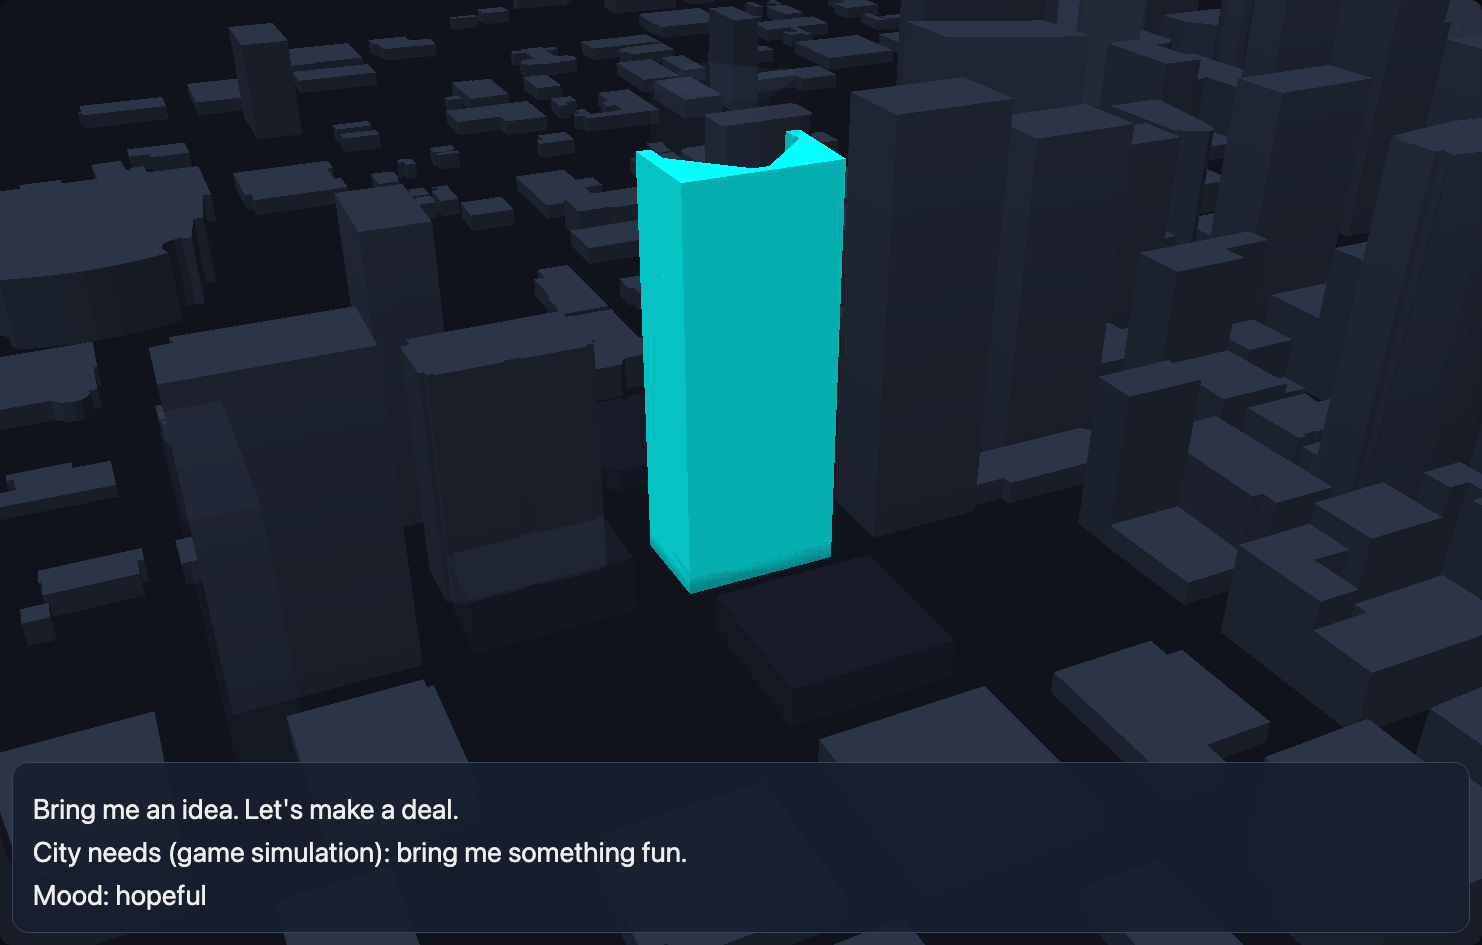 Bring me an idea. Let's make a deal.
City needs (game simulation): bring me something fun.
Mood: hopeful